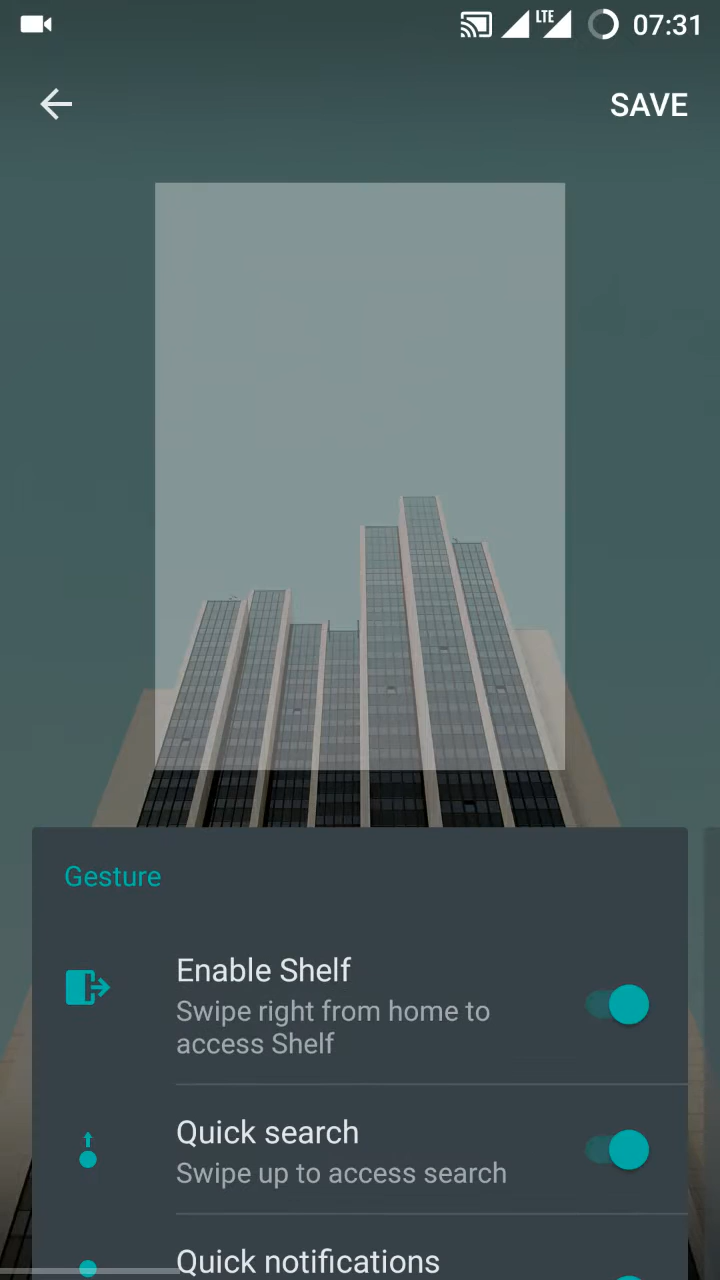 LTE 07:31
SAVE
Gesture
Enable Shelf
Swipe right from home to
access Shelf
Quick search
Swipe up to access search
Quick notifications